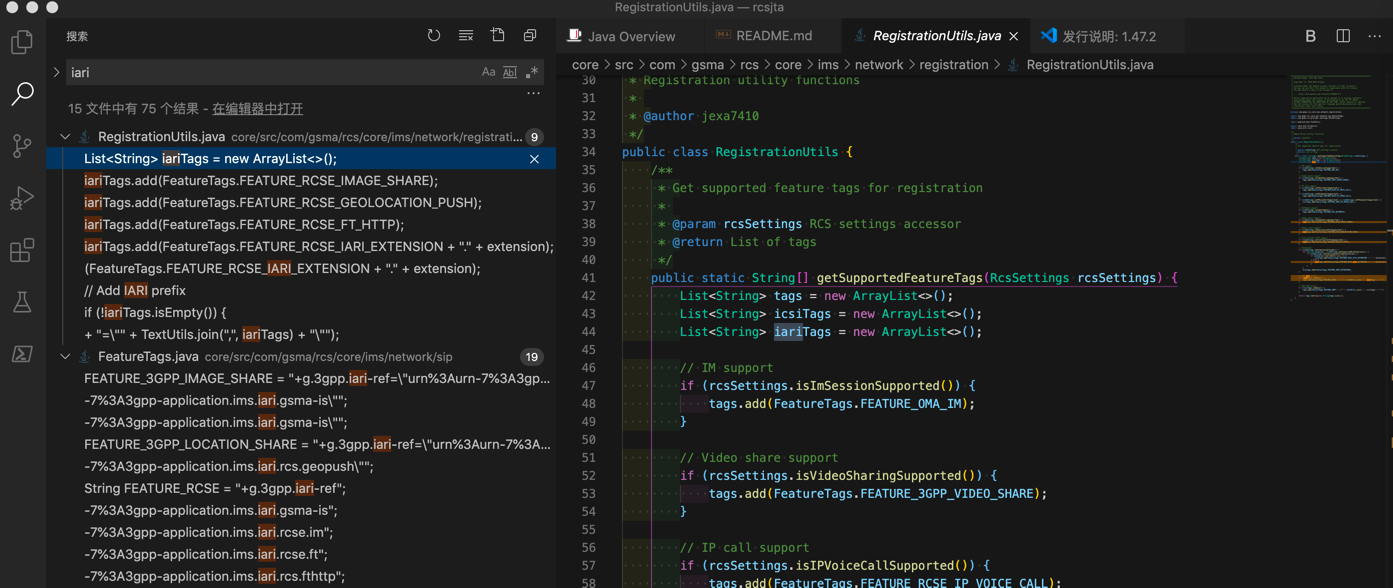 RegistrationUtils.java — rcsjta
搜索
iari
Aa Abl .*
15 文件中有 75 个结果 - 在编辑器中打开
RegistrationUtils.java core/src/com/gsma/rcs/core/ims/network/registrati... 9
List<String> iariTags = new ArrayList<>();
iariTags.add(FeatureTags.FEATURE_RCSE_IMAGE_SHARE);
iariTags.add(FeatureTags.FEATURE_RCSE_GEOLOCATION_PUSH);
iariTags.add(FeatureTags.FEATURE_RCSE_FT_HTTP);
iariTags.add(FeatureTags.FEATURE_RCSE_IARI_EXTENSION + "." + extension);
(FeatureTags.FEATURE_RCSE_IARI_EXTENSION + "." + extension);
// Add IARI prefix
if (!iariTags.isEmpty()) {
+ "=\"" + TextUtils.join(",", iariTags) + "\"");
FeatureTags.java core/src/com/gsma/rcs/core/ims/network/sip 19
FEATURE_3GPP_IMAGE_SHARE = "+g.3gpp.iari-ref=\"urn%3Aurn-7%3A3gp...
-7%3A3gpp-application.ims.iari.gsma-is\"";
-7%3A3gpp-application.ims.iari.gsma-is\"";
FEATURE_3GPP_LOCATION_SHARE = "+g.3gpp.iari-ref=\"urn%3Aurn-7%3A...
-7%3A3gpp-application.ims.iari.rcs.geopush\"";
String FEATURE_RCSE = "+g.3gpp.iari-ref";
-7%3A3gpp-application.ims.iari.gsma-is";
-7%3A3gpp-application.ims.iari.rcse.im";
-7%3A3gpp-application.ims.iari.rcse.ft";
-7%3A3gpp-application.ims.iari.rcs.fthttp";
Java Overview
README.md
RegistrationUtils.java
发行说明: 1.47.2
B
core > src > com > gsma > rcs > core > ims > network > registration > RegistrationUtils.java
30 * Registration utility functions
31 *
32 * @author jexa7410
33 */
34 public class RegistrationUtils {
35 /**
36 * Get supported feature tags for registration
37 *
38 * @param rcsSettings RCS settings accessor
39 * @return List of tags
40 */
41 public static String[] getSupportedFeatureTags(RcsSettings rcsSettings) {
42 List<String> tags = new ArrayList<>();
43 List<String> icsiTags = new ArrayList<>();
44 List<String> iariTags = new ArrayList<>();
45
46 // IM support
47 if (rcsSettings.isImSessionSupported()) {
48 tags.add(FeatureTags.FEATURE_OMA_IM);
49 }
50
51 // Video share support
52 if (rcsSettings.isVideoSharingSupported()) {
53 tags.add(FeatureTags.FEATURE_3GPP_VIDEO_SHARE);
54 }
55
56 // IP call support
57 if (rcsSettings.isIPVoiceCallSupported()) {
58 tags.add(FeatureTags.FEATURE_RCSE_IP_VOICE_CALL);